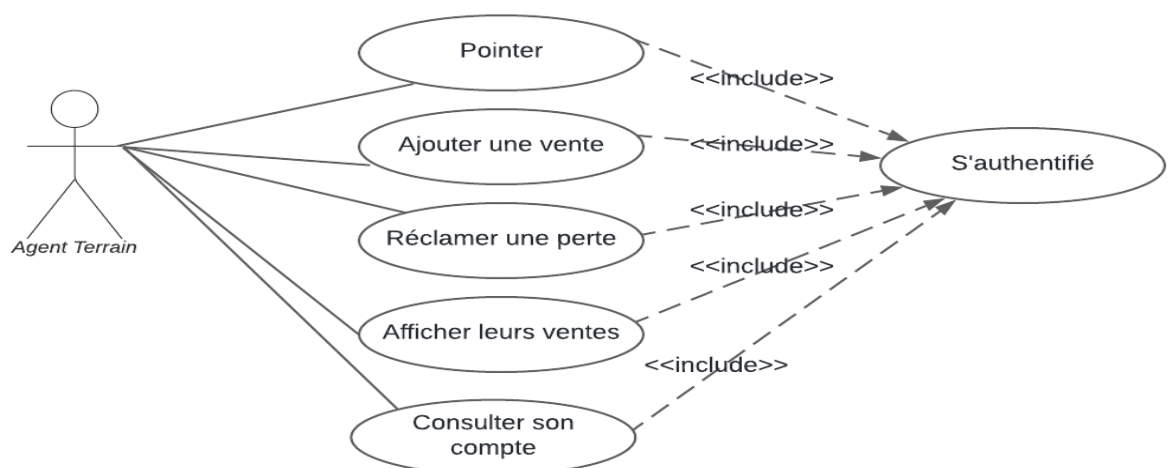 Pointer
<<include>>
Ajouter une vente
<<include>>
S'authentifié
Réclamer une perte
<<include>>
Agent Terrain
<<include>>
Afficher leurs ventes
<<include>>
Consulter son
compte